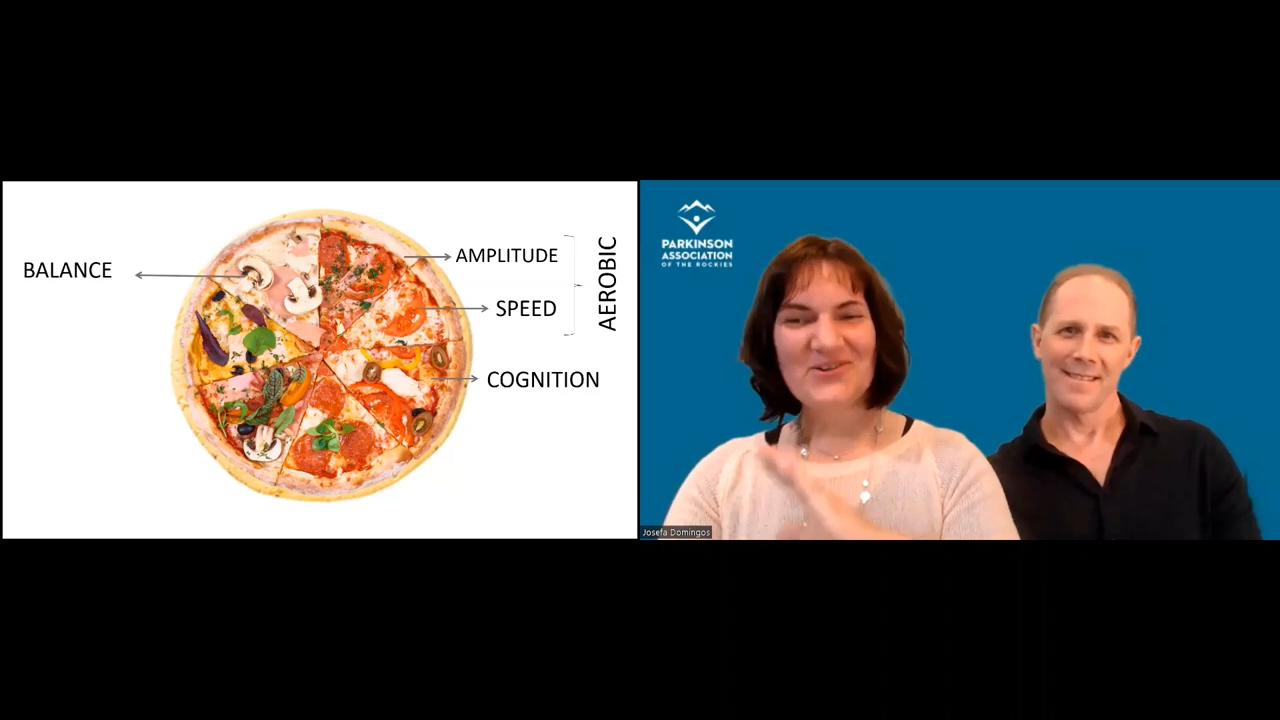 BALANCE
AMPLITUDE
SPEED
COGNITION
AEROBIC
PARKINSON
ASSOCIATION
OF THE ROCKIES
Josefa Domingos